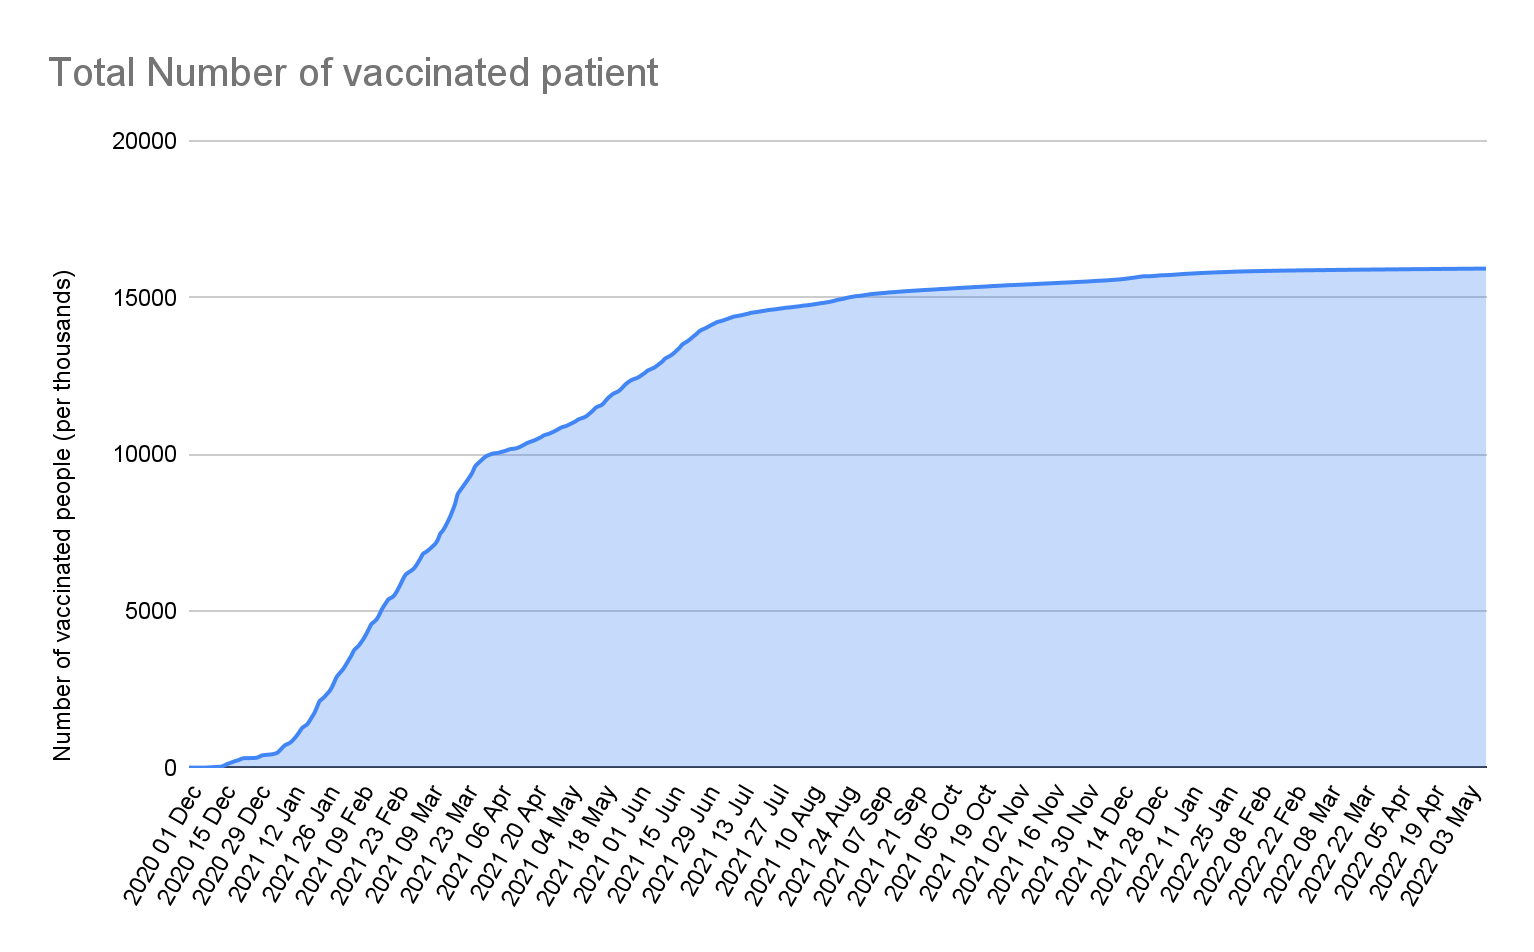 Total Number of vaccinated patient
Number of vaccinated people (per thousands)
20000
15000
10000
5000
0
2020 01 Dec
2020 15 Dec
2020 29 Dec
2021 12 Jan
2021 26 Jan
2021 09 Feb
2021 23 Feb
2021 09 Mar
2021 23 Mar
2021 06 Apr
2021 20 Apr
2021 04 May
2021 18 May
2021 01 Jun
2021 15 Jun
2021 29 Jun
2021 13 Jul
2021 27 Jul
2021 10 Aug
2021 24 Aug
2021 07 Sep
2021 21 Sep
2021 05 Oct
2021 19 Oct
2021 02 Nov
2021 16 Nov
2021 30 Nov
2021 14 Dec
2021 28 Dec
2022 11 Jan
2022 25 Jan
2022 08 Feb
2022 22 Feb
2022 08 Mar
2022 22 Mar
2022 05 Apr
2022 19 Apr
2022 03 May